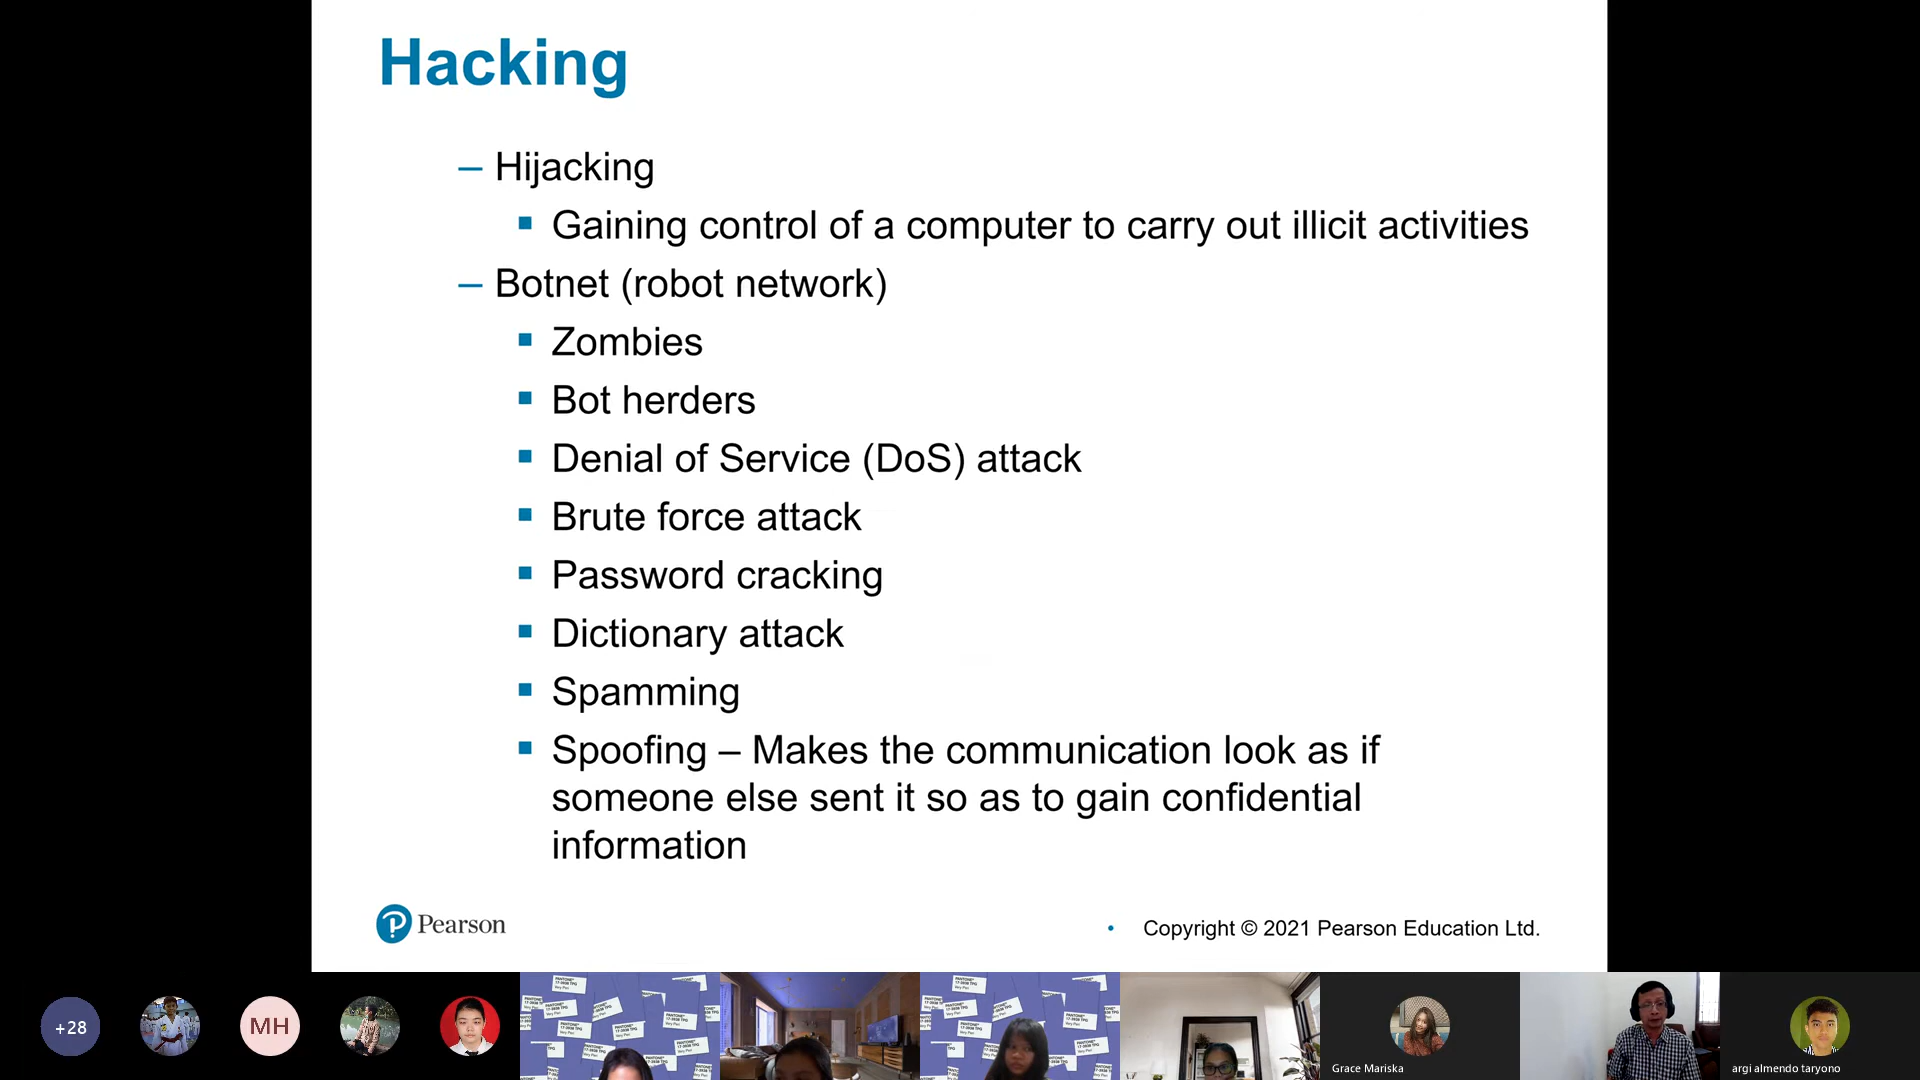 Hacking
– Hijacking
▪ Gaining control of a computer to carry out illicit activities
– Botnet (robot network)
▪ Zombies
▪ Bot herders
▪ Denial of Service (DoS) attack
▪ Brute force attack
▪ Password cracking
▪ Dictionary attack
▪ Spamming
▪ Spoofing – Makes the communication look as if
someone else sent it so as to gain confidential
information
Pearson
• Copyright © 2021 Pearson Education Ltd.
+28
MH
Grace Mariska
argi almendo taryono